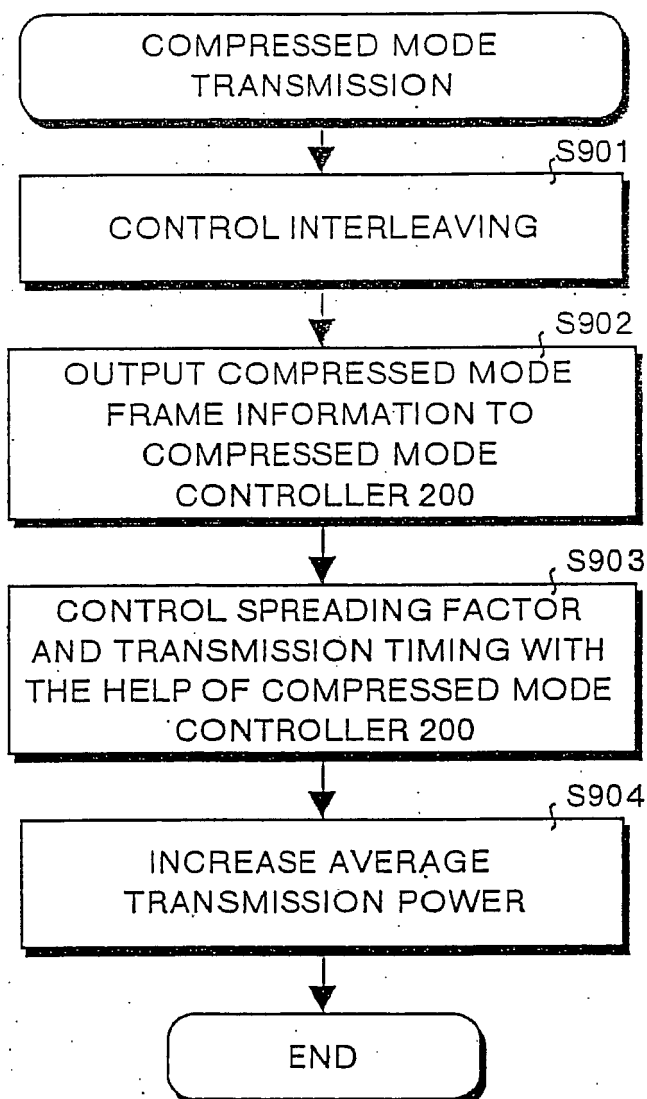 COMPRESSED MODE
TRANSMISSION
S901
CONTROL INTERLEAVING
S902
OUTPUT COMPRESSED MODE
FRAME INFORMATION TO
COMPRESSED MODE
CONTROLLER 200
S903
CONTROL SPREADING FACTOR
AND TRANSMISSION TIMING WITH
THE HELP OF COMPRESSED MODE
CONTROLLER 200
S904
INCREASE AVERAGE
TRANSMISSION POWER
END